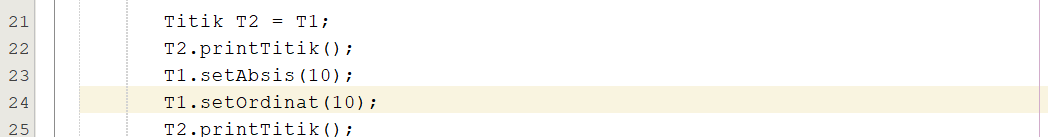 21 Titik T2 = T1;
22 T2.printTitik();
23 T1.setAbsis(10);
24 T1.setOrdinat(10);
25 T2.printTitik();